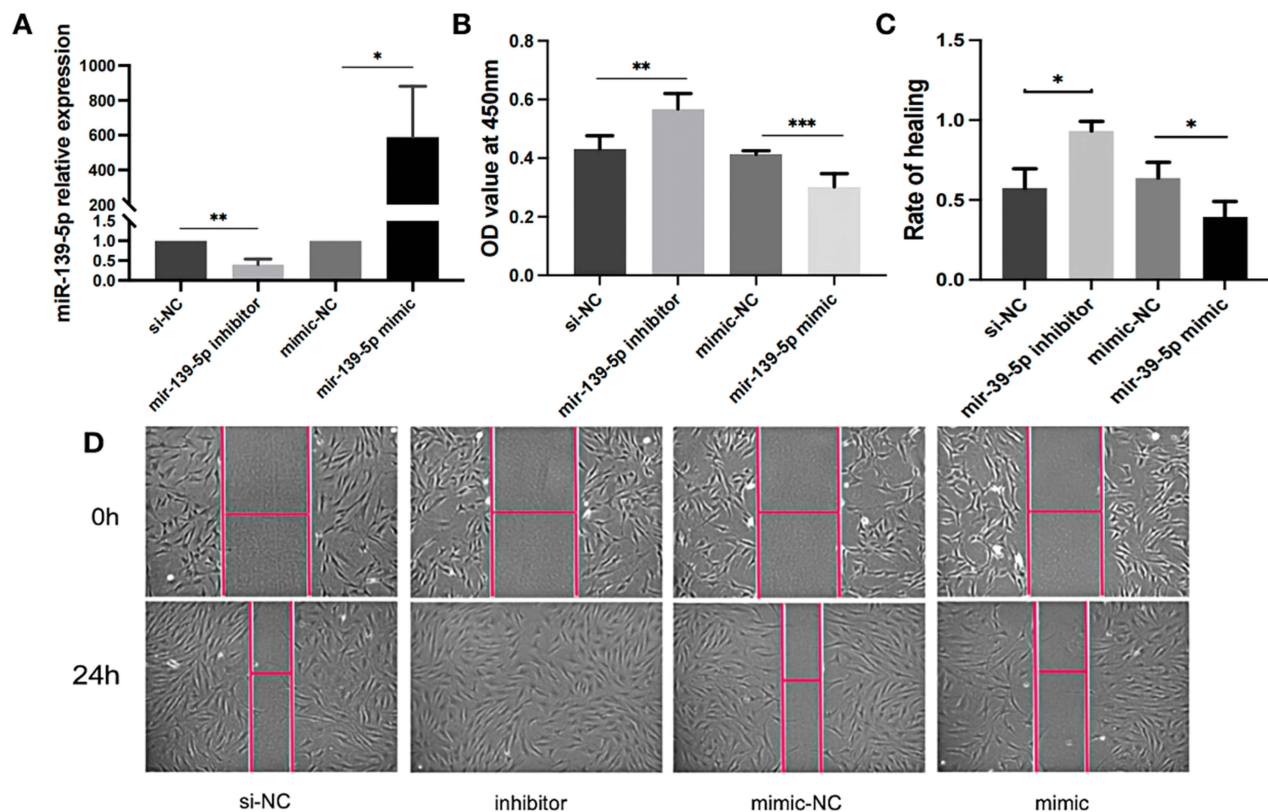 A
miR-139-5p relative expression
1000
800
600
400
200
1.5
1.0
0.5
0.0
**
*
si-NC
mir-139-5p inhibitor
mimic-NC
mir-139-5p mimic
B
OD value at 450nm
0.8
0.6
0.4
0.2
0.0
**
***
si-NC
mir-139-5p inhibitor
mimic-NC
mir-139-5p mimic
C
Rate of healing
1.5
1.0
0.5
0.0
*
*
si-NC
mir-39-5p inhibitor
mimic-NC
mir-39-5p mimic
D
0h
24h
si-NC
inhibitor
mimic-NC
mimic